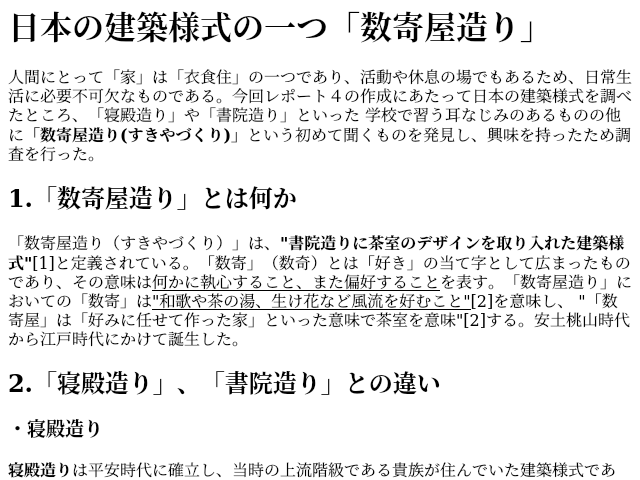 日本の建築様式の一つ「数寄屋造り」
人間にとって「家」は「衣食住」の一つであり、活動や休息の場でもあるため、日常生
活に必要不可欠なものである。今回レポート４の作成にあたって日本の建築様式を調べ
たところ、「寝殿造り」や「書院造り」といった 学校で習う耳なじみのあるものの他
に「数寄屋造り(すきやづくり)」という初めて聞くものを発見し、興味を持ったため調
査を行った。
1.「数寄屋造り」とは何か
「数寄屋造り（すきやづくり）」は、"書院造りに茶室のデザインを取り入れた建築様
式"[1]と定義されている。「数寄」（数奇）とは「好き」の当て字として広まったもの
であり、その意味は何かに執心すること、また偏好することを表す。「数寄屋造り」に
おいての「数寄」は"和歌や茶の湯、生け花など風流を好むこと"[2]を意味し、 "「数
寄屋」は「好みに任せて作った家」といった意味で茶室を意味"[2]する。安土桃山時代
から江戸時代にかけて誕生した。
2.「寝殿造り」、「書院造り」との違い
・寝殿造り
寝殿造りは平安時代に確立し、当時の上流階級である貴族が住んでいた建築様式であ